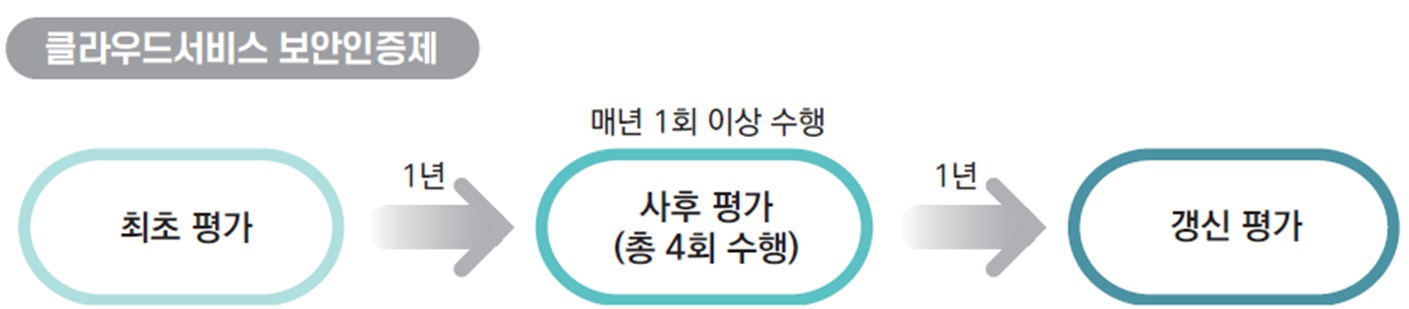 클라우드서비스 보안인증제
매년 1회 이상 수행
최초 평가
1년
사후 평가
(총 4회 수행)
1년
갱신 평가